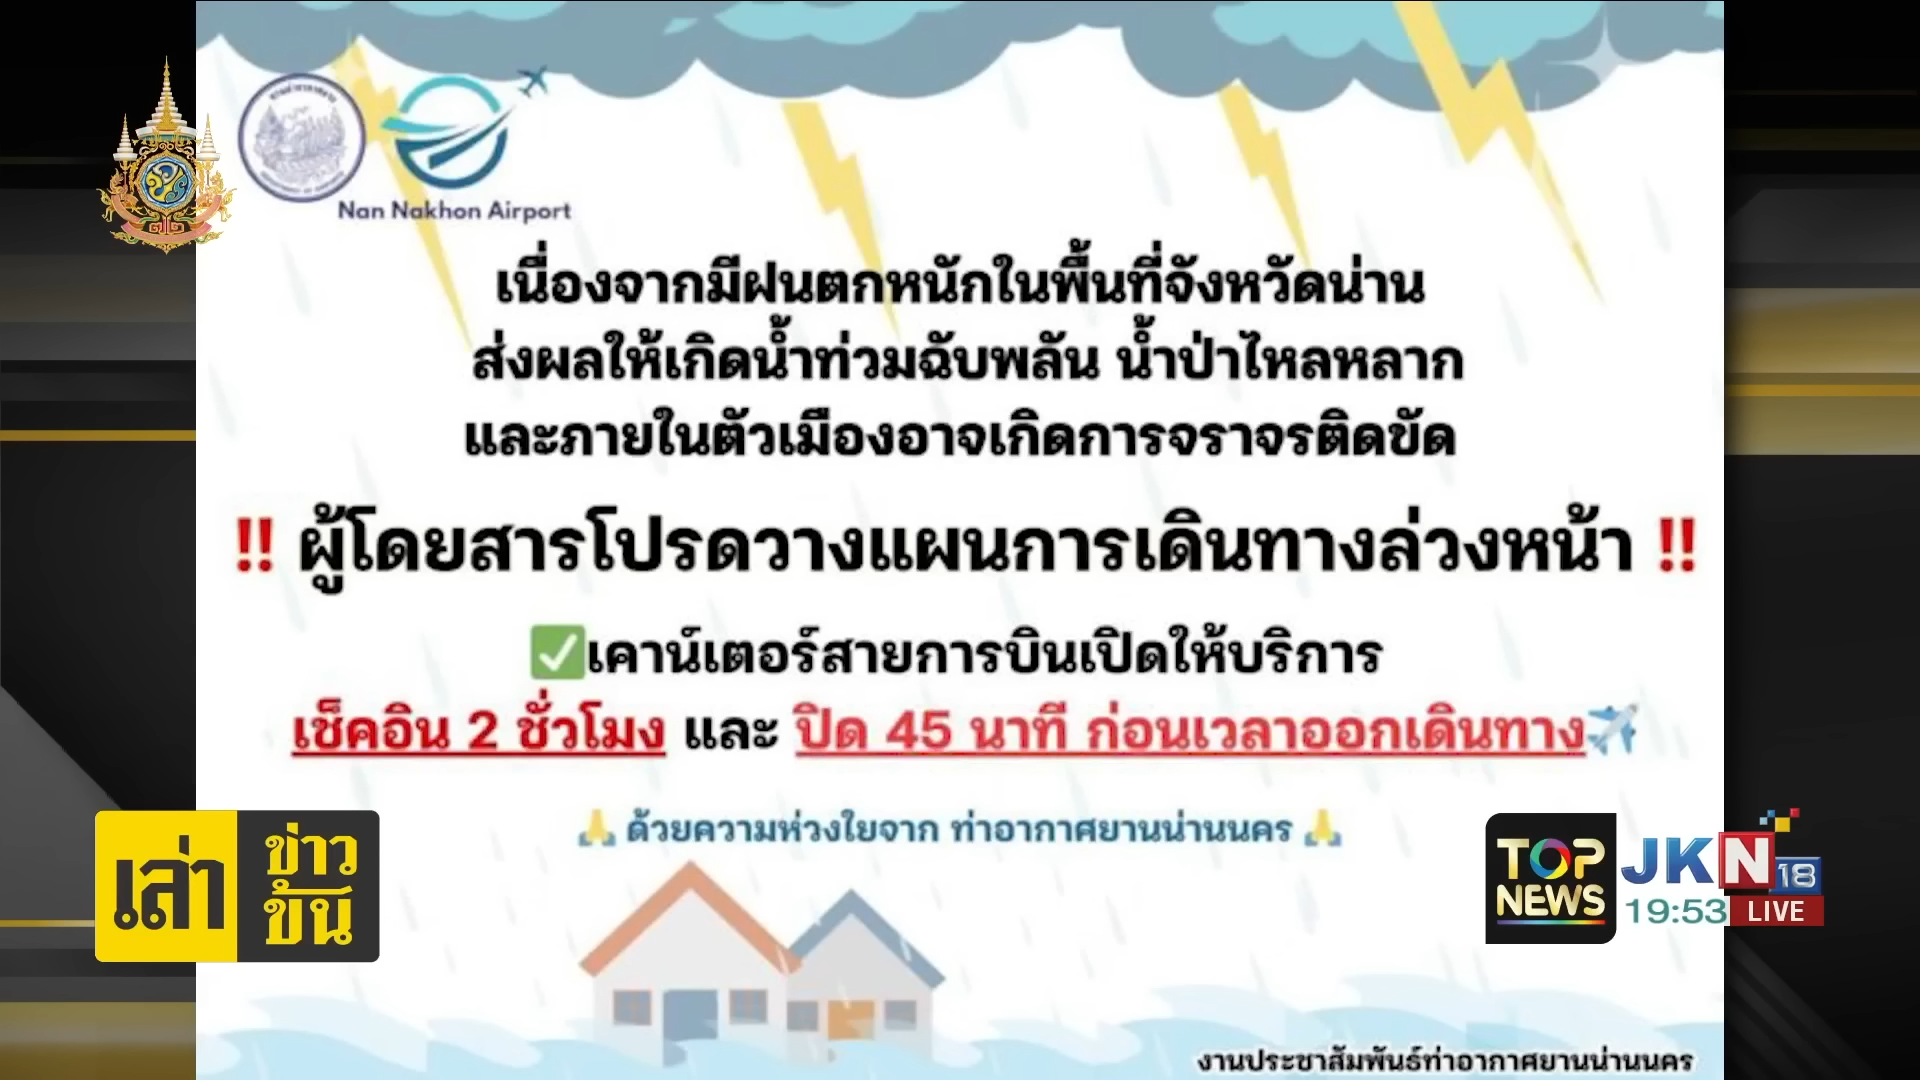 Nan Nakhon Airport
เนื่องจากมีฝนตกหนักในพื้นที่จังหวัดน่าน
ส่งผลให้เกิดน้ำท่วมฉับพลัน น้ำป่าไหลหลาก
และภายในตัวเมืองอาจเกิดการจราจรติดขัด
‼ ผู้โดยสารโปรดวางแผนการเดินทางล่วงหน้า ‼
✅เคาน์เตอร์สายการบินเปิดให้บริการ
เช็คอิน 2 ชั่วโมง และ ปิด 45 นาที ก่อนเวลาออกเดินทาง✈️
🙏 ด้วยความห่วงใยจาก ท่าอากาศยานน่านนคร 🙏
เล่า
ข่าว
ข้น
TOP
NEWS
JKN
18
19:53
LIVE
งานประชาสัมพันธ์ท่าอากาศยานน่านนคร